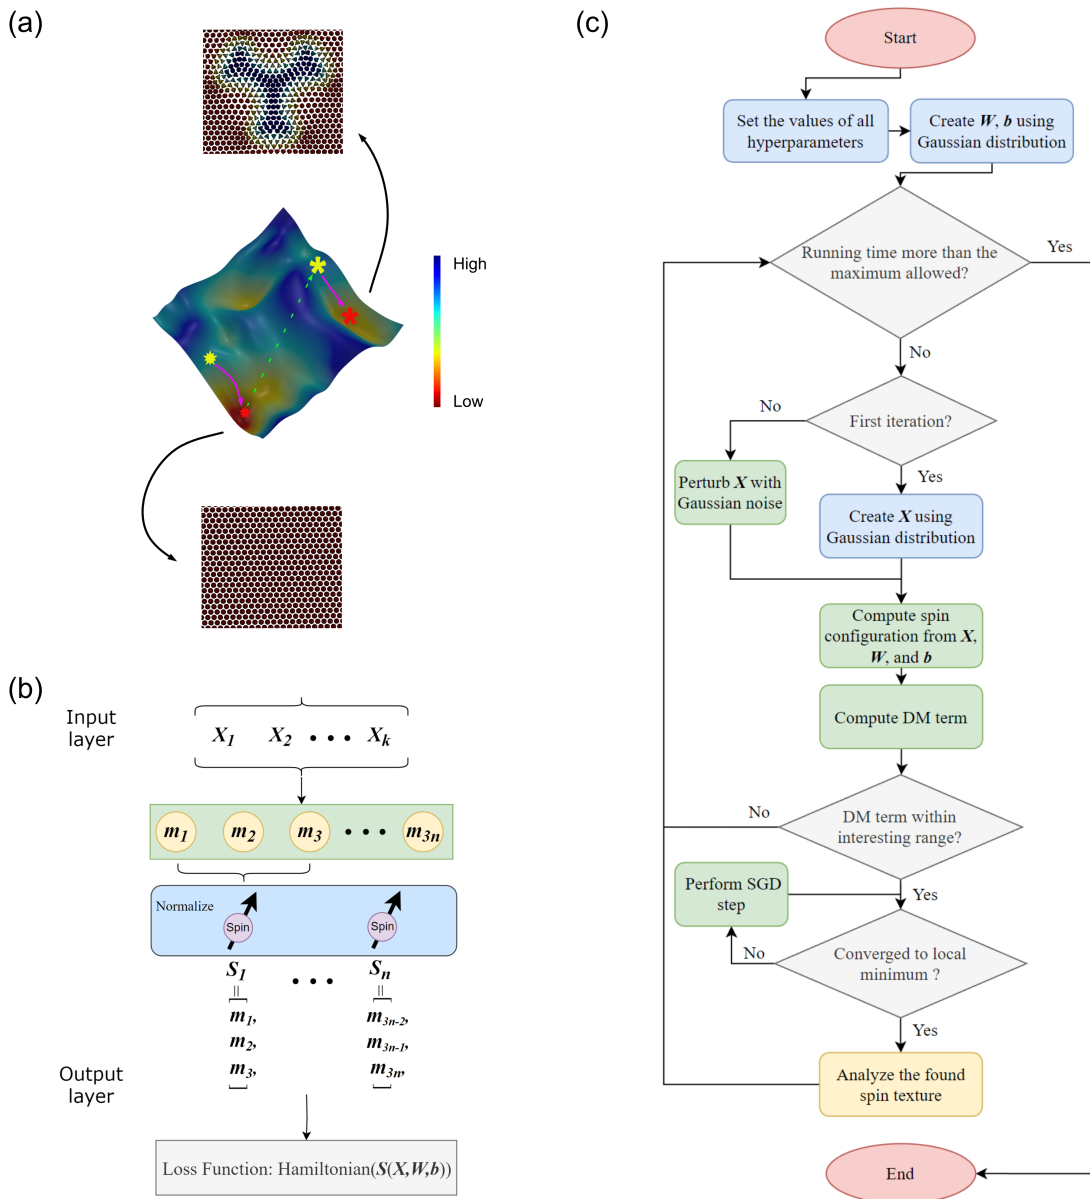 (a)
High
Low
(b)
Input
layer
X1 X2 • • • Xk
m1 m2 m3 • • • m3n
Normalize
Spin Spin
S1 • • • Sn
= =
m1, m3n-2,
m2, m3n-1,
m3, m3n,
Output
layer
Loss Function: Hamiltonian(S(X,W,b))
(c)
Start
Set the values of all
hyperparameters
Create W, b using
Gaussian distribution
Running time more than the
maximum allowed?
Yes
No
First iteration?
No
Yes
Perturb X with
Gaussian noise
Create X using
Gaussian distribution
Compute spin
configuration from X,
W, and b
Compute DM term
DM term within
interesting range?
No
Yes
Perform SGD
step
Converged to local
minimum ?
No
Yes
Analyze the found
spin texture
End